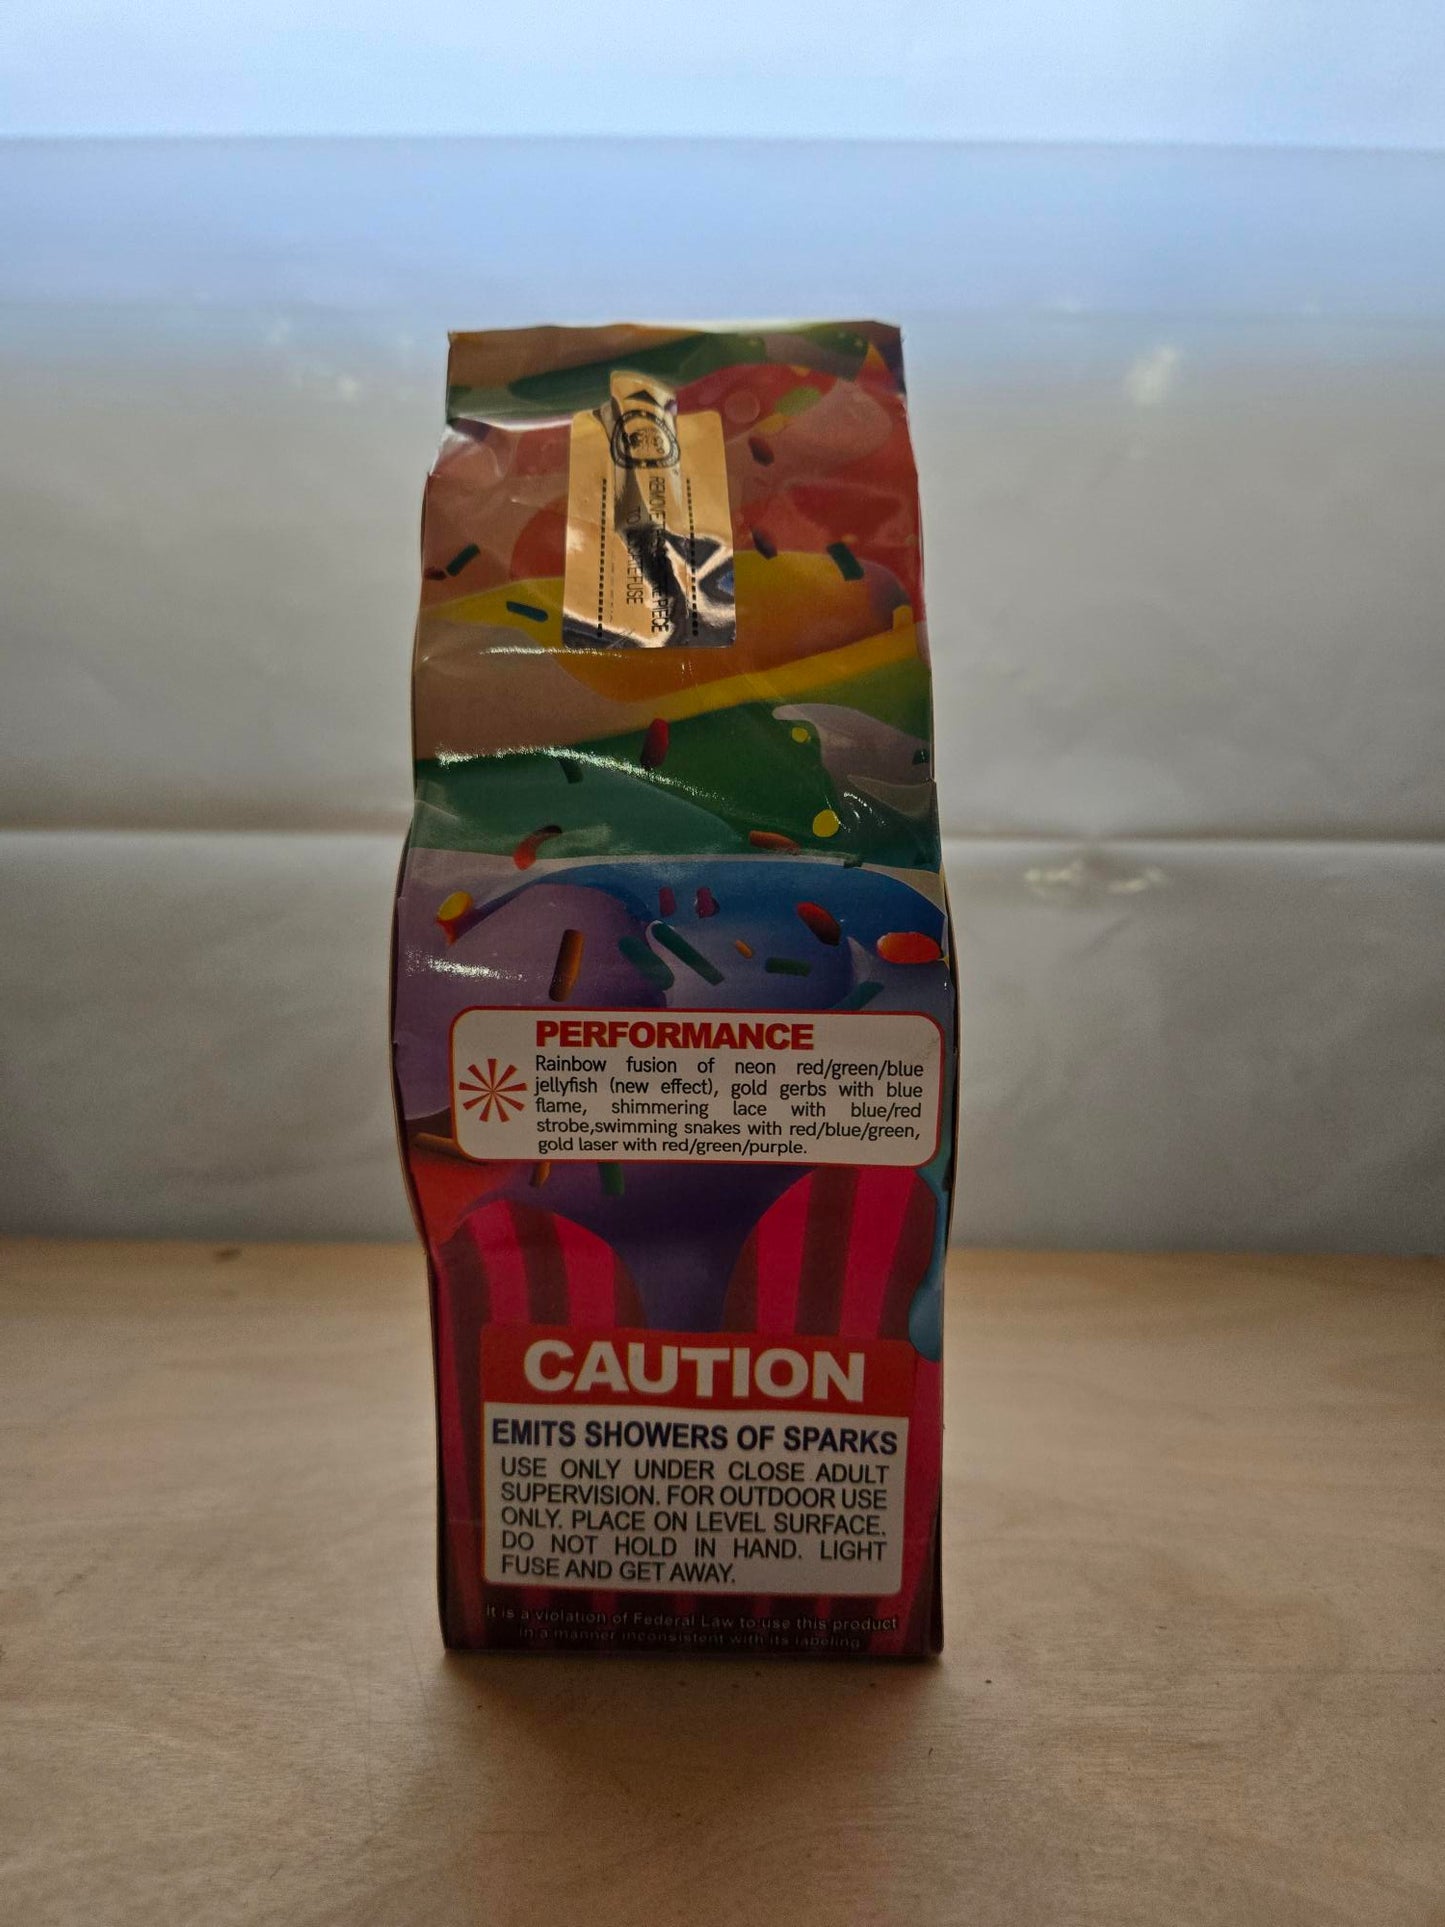 REMOVE
TO
FUSE
PIECE
PERFORMANCE
Rainbow fusion of neon red/green/blue
jellyfish (new effect), gold gerbs with blue
flame, shimmering lace with blue/red
strobe,swimming snakes with red/blue/green,
gold laser with red/green/purple.
CAUTION
EMITS SHOWERS OF SPARKS
USE ONLY UNDER CLOSE ADULT
SUPERVISION. FOR OUTDOOR USE
ONLY. PLACE ON LEVEL SURFACE.
DO NOT HOLD IN HAND. LIGHT
FUSE AND GET AWAY.
It is a violation of Federal Law to use this product
in a manner inconsistent with its labeling